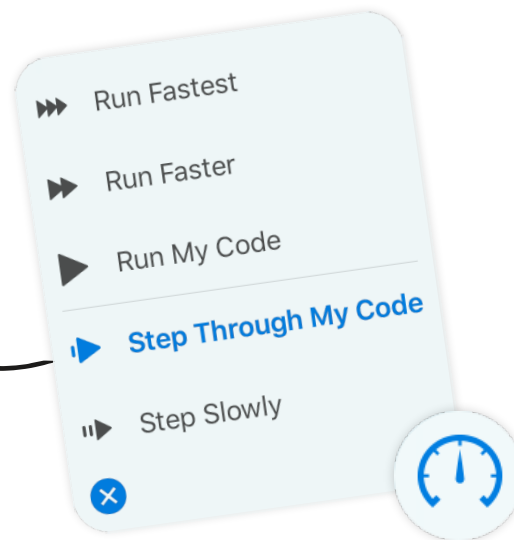 Run Fastest
Run Faster
Run My Code
Step Through My Code
Step Slowly